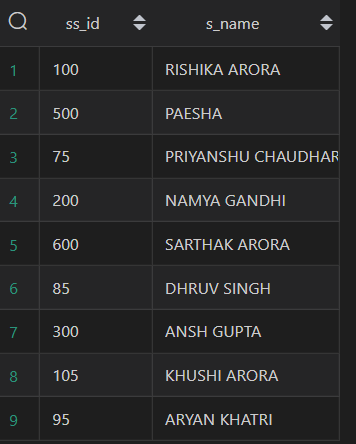 ss_id s_name
1 100 RISHIKA ARORA
2 500 PAESHA
3 75 PRIYANSHU CHAUDHAR
4 200 NAMYA GANDHI
5 600 SARTHAK ARORA
6 85 DHRUV SINGH
7 300 ANSH GUPTA
8 105 KHUSHI ARORA
9 95 ARYAN KHATRI